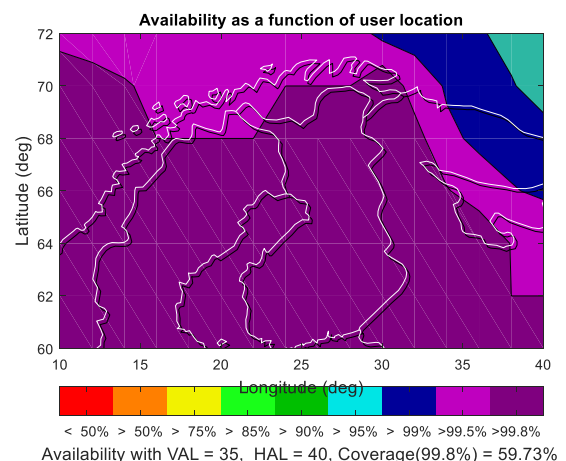 Availability as a function of user location
72
70
68
66
64
62
60
Latitude (deg)
10 15 20 25 30 35 40
Longitude (deg)
< 50% > 50% > 75% > 85% > 90% > 95% > 99% >99.5% >99.8%
Availability with VAL = 35, HAL = 40, Coverage(99.8%) = 59.73%